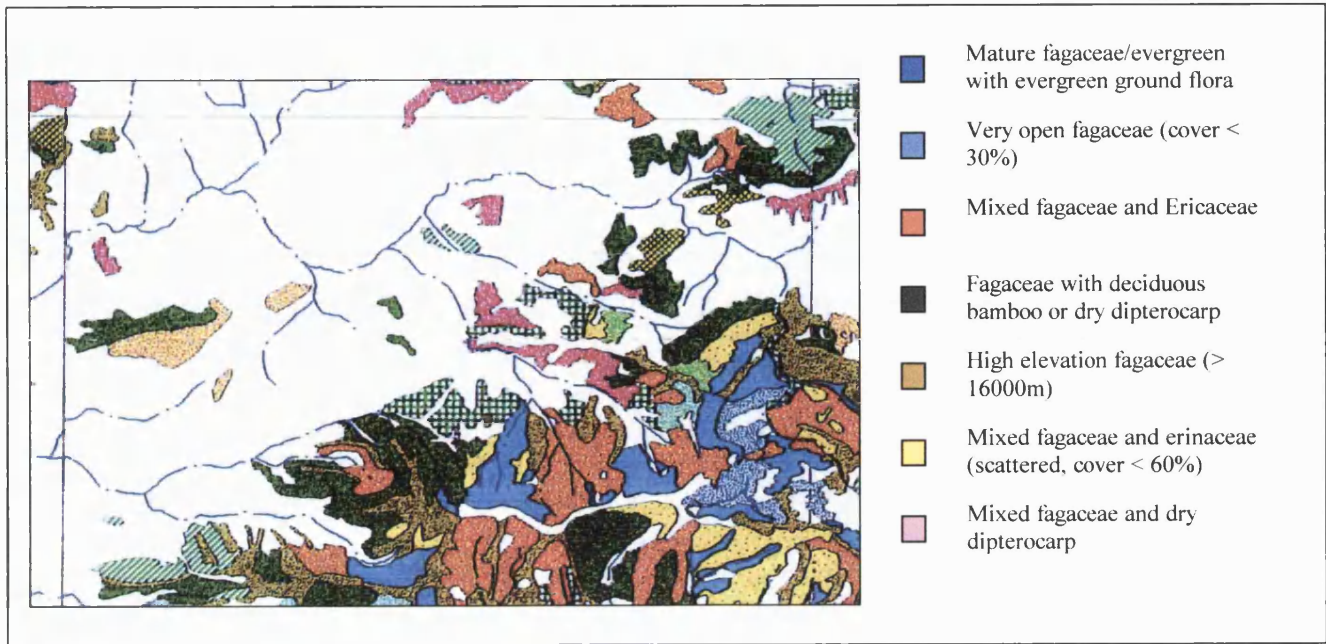 Mature fagaceae/evergreen
with evergreen ground flora
Very open fagaceae (cover <
30%)
Mixed fagaceae and Ericaceae
Fagaceae with deciduous
bamboo or dry dipterocarp
High elevation fagaceae (>
16000m)
Mixed fagaceae and erinaceae
(scattered, cover < 60%)
Mixed fagaceae and dry
dipterocarp